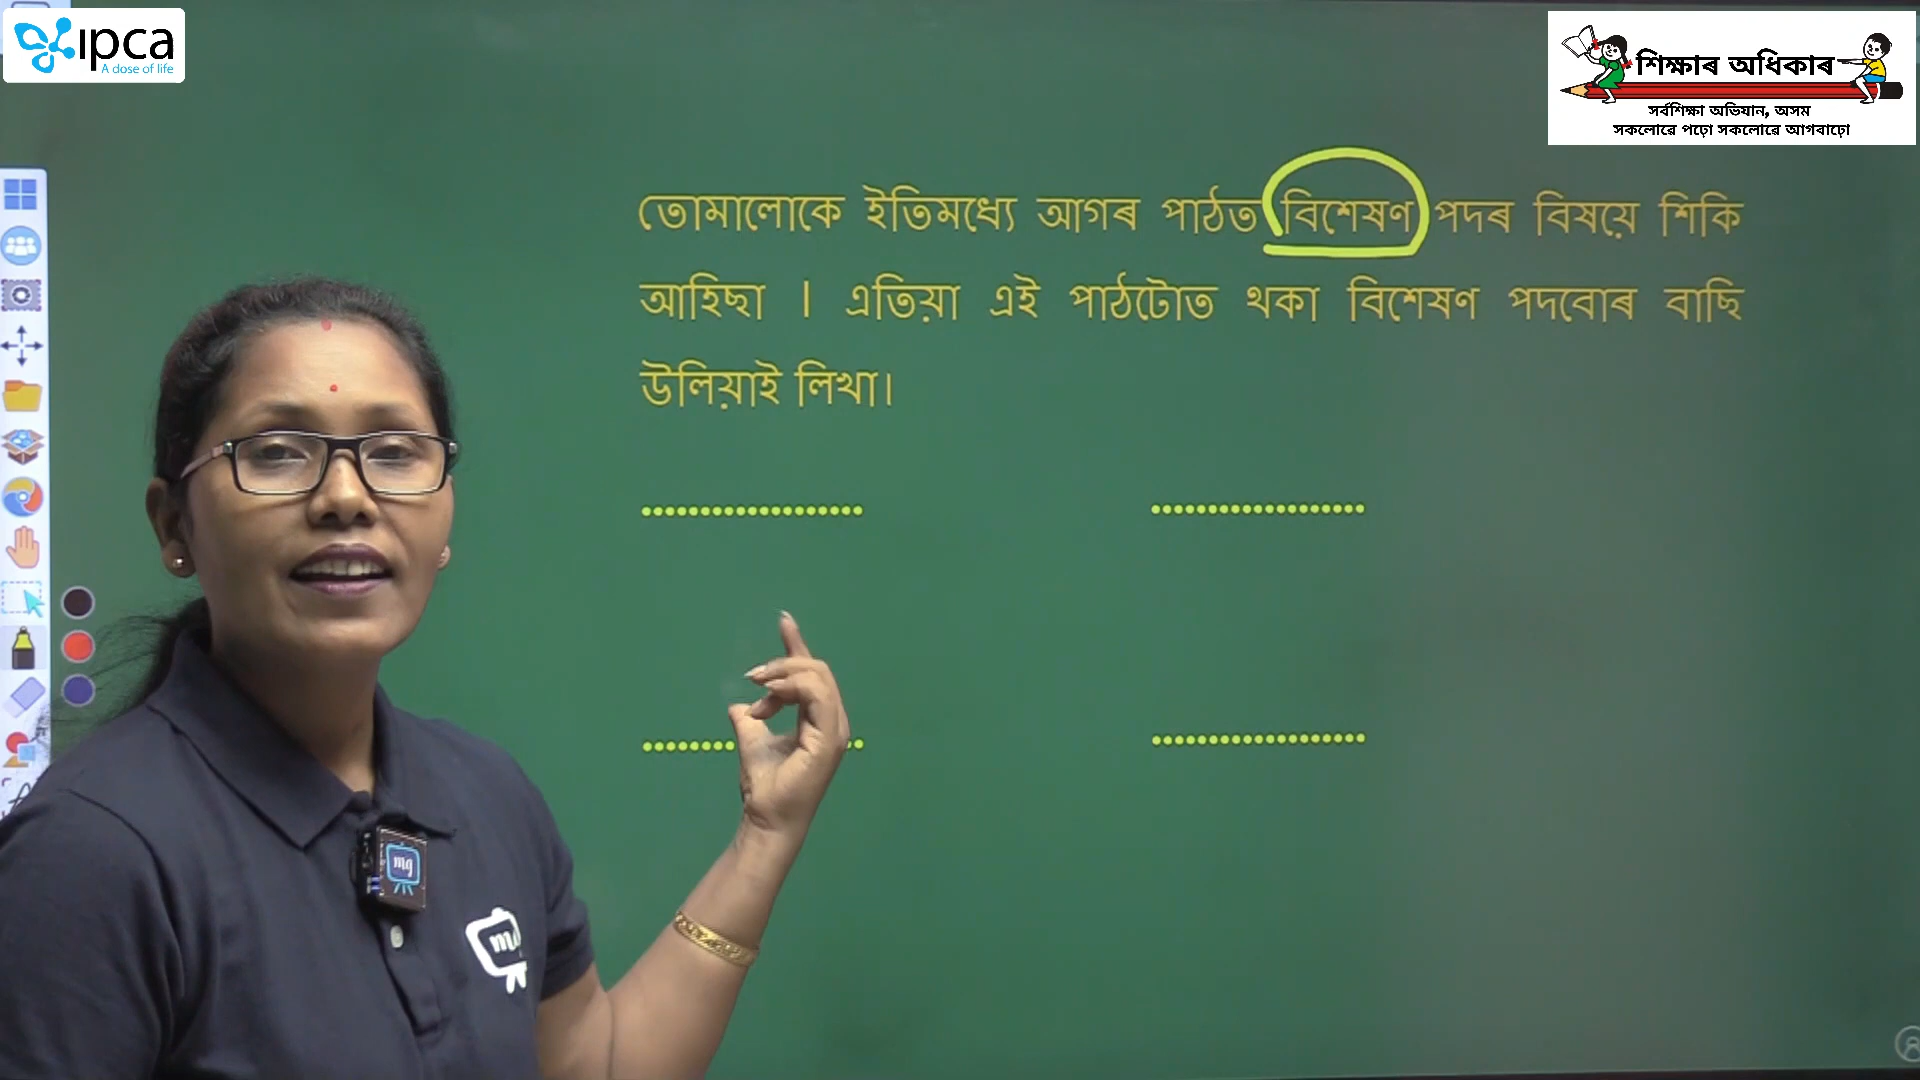 ipca
A dose of life
শিক্ষাৰ অধিকাৰ
সৰ্বশিক্ষা অভিযান, অসম
সকলোৱে পঢ়ো সকলোৱে আগবাঢ়ো
তোমালোকে ইতিমধ্যে আগৰ পাঠত বিশেষণ পদৰ বিষয়ে শিকি
আহিছা । এতিয়া এই পাঠটোত থকা বিশেষণ পদবোৰ বাছি
উলিয়াই লিখা।
.................. ..................
.................. ..................
mg